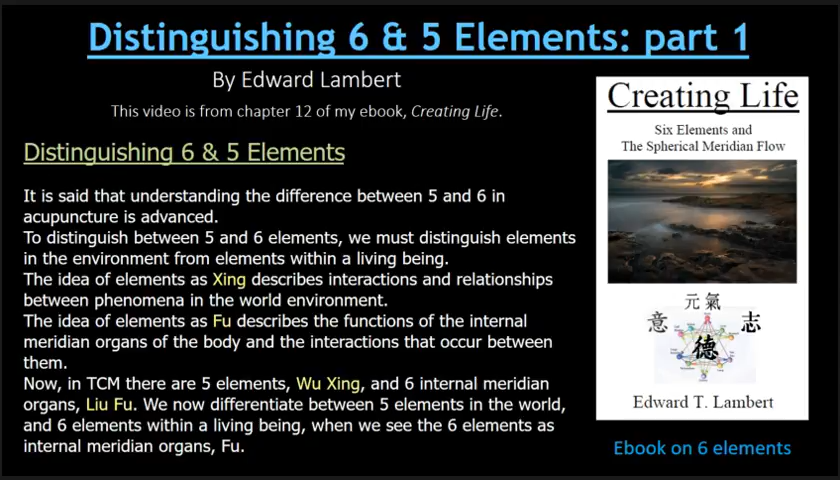 Distinguishing 6 & 5 Elements: part 1
By Edward Lambert
This video is from chapter 12 of my ebook, Creating Life.
Distinguishing 6 & 5 Elements
It is said that understanding the difference between 5 and 6 in
acupuncture is advanced.
To distinguish between 5 and 6 elements, we must distinguish elements
in the environment from elements within a living being.
The idea of elements as Xing describes interactions and relationships
between phenomena in the world environment.
The idea of elements as Fu describes the functions of the internal
meridian organs of the body and the interactions that occur between
them.
Now, in TCM there are 5 elements, Wu Xing, and 6 internal meridian
organs, Liu Fu. We now differentiate between 5 elements in the world,
and 6 elements within a living being, when we see the 6 elements as
internal meridian organs, Fu.
Creating Life
Six Elements and
The Spherical Meridian Flow
元氣
意 志
德
Edward T. Lambert
Ebook on 6 elements